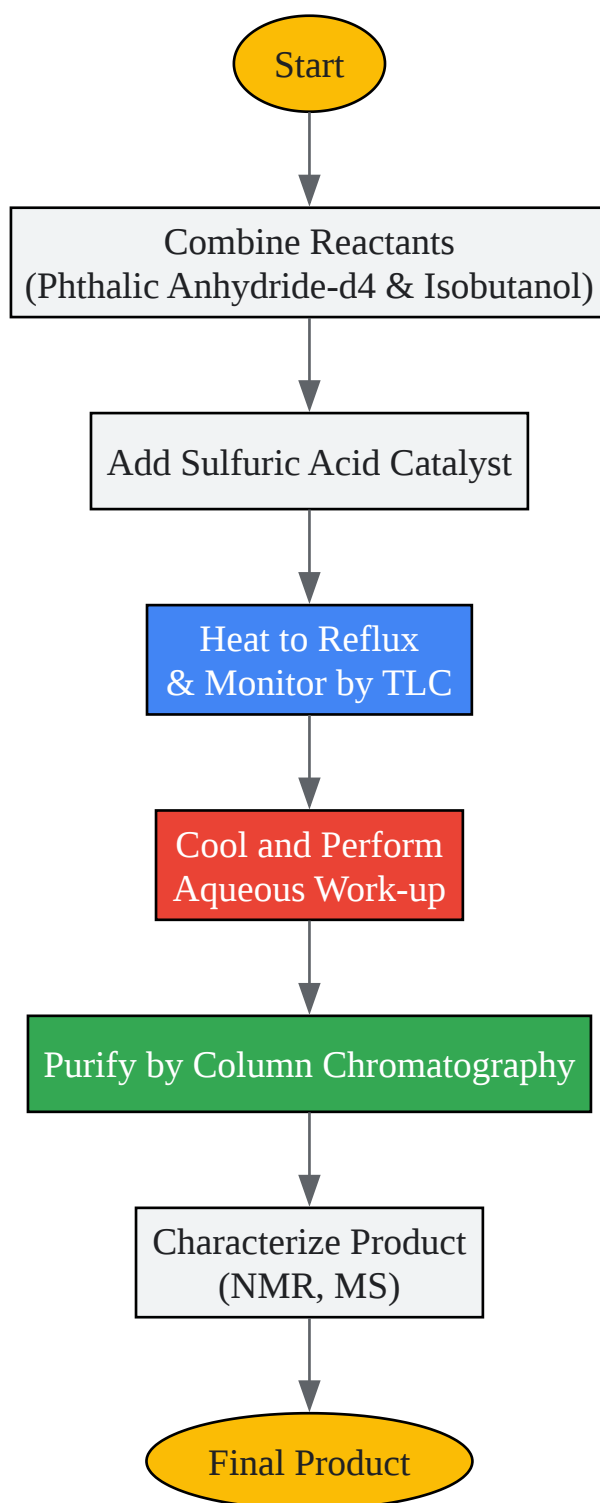 Start
Combine Reactants
(Phthalic Anhydride-d4 & Isobutanol)
Add Sulfuric Acid Catalyst
Heat to Reflux
& Monitor by TLC
Cool and Perform
Aqueous Work-up
Purify by Column Chromatography
Characterize Product
(NMR, MS)
Final Product